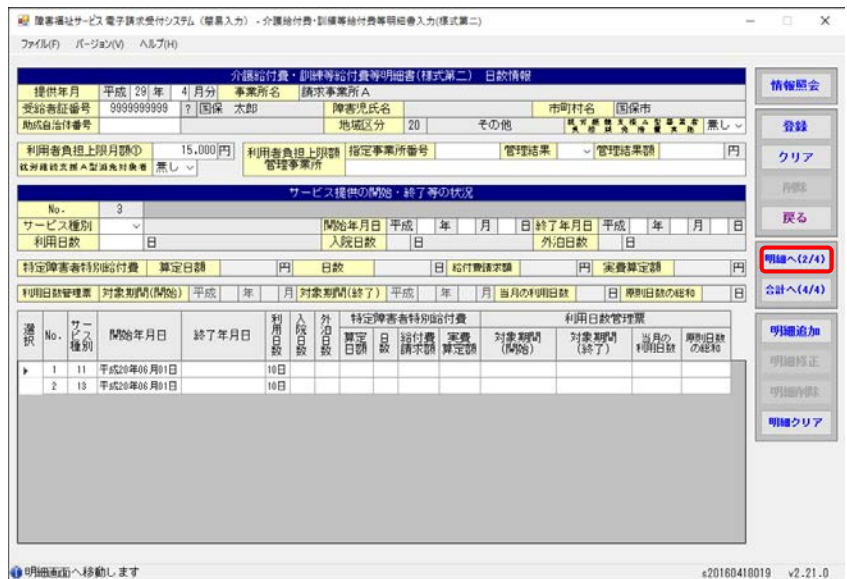 障害福祉サービス 電子請求受付システム (簡易入力) - 介護給付費・訓練等給付費等明細書入力(様式第二)
ファイル(F) バージョン(V) ヘルプ(H)
介護給付費・訓練等給付費等明細書(様式第二) 日数情報
提供年月 平成 29 年 4 月分 事業所名 請求事業所A
受給者証番号 9999999999 ? 国保 太郎 障害児氏名 市町村名 国保市
助成自治体番号 地域区分 20 その他 無し
利用者負担上限月額① 15,000 円 利用者負担上限額管理事業所 指定事業所番号 管理結果 管理結果額 円
就労継続支援A型減免対象者 無し
サービス提供の開始・終了等の状況
No. 3
サービス種別 開始年月日 平成 年 月 日 終了年月日 平成 年 月 日
利用日数 日 入院日数 日 外泊日数 日
特定障害者特別給付費 算定日額 円 日数 日 給付費請求額 円 実費算定額 円
利用日数管理票 対象期間(開始) 平成 年 月 対象期間(終了) 平成 年 月 当月の利用日数 日 原則日数の総和 日
選択 No. サービス種別 開始年月日 終了年月日 利用日数 入院日数 外泊日数 特定障害者特別給付費 利用日数管理票
算定日額 日数 給付費請求額 実費算定額 対象期間(開始) 対象期間(終了) 当月の利用日数 原則日数の総和
1 11 平成20年06月01日 10日
2 13 平成20年06月01日 10日
情報照会
登録
クリア
削除
戻る
明細へ(2/4)
合計へ(4/4)
明細追加
明細修正
明細削除
明細クリア
明細画面へ移動します s20160418019 v2.21.0